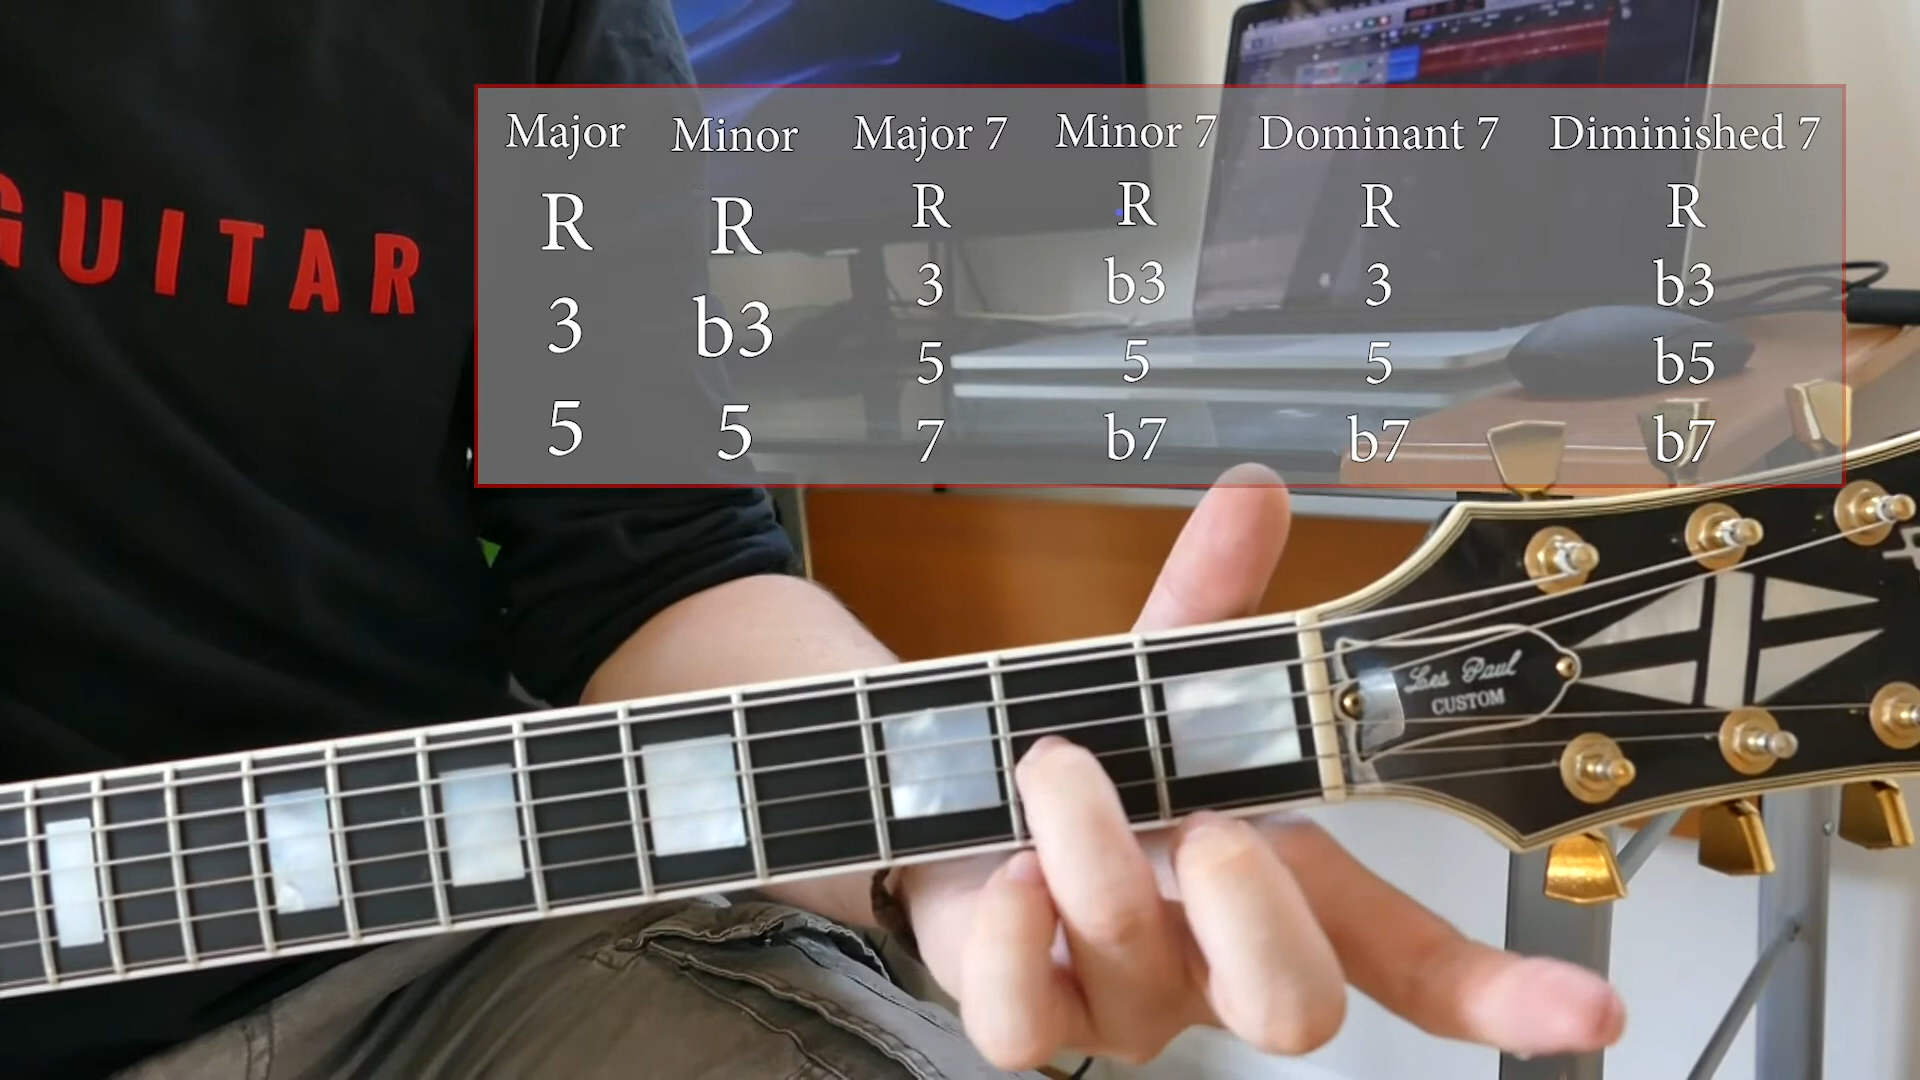 Major Minor Major 7 Minor 7 Dominant 7 Diminished 7
R R R R R R
3 b3 3 b3 3 b3
5 5 5 5 5 b5
7 b7 b7 b7
GUITAR
Les Paul
CUSTOM